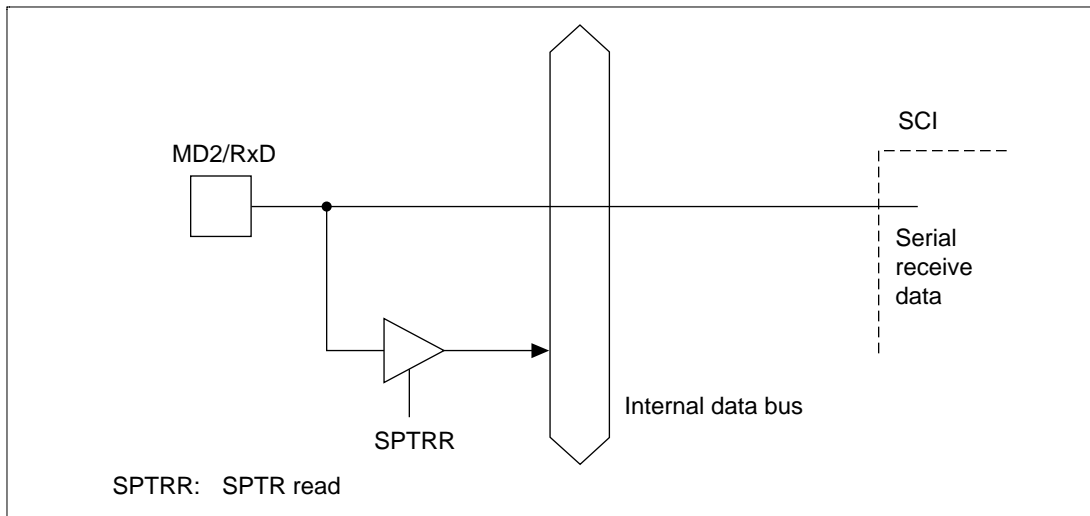 SCI
MD2/RxD
Serial
receive
data
Internal data bus
SPTRR
SPTRR: SPTR read